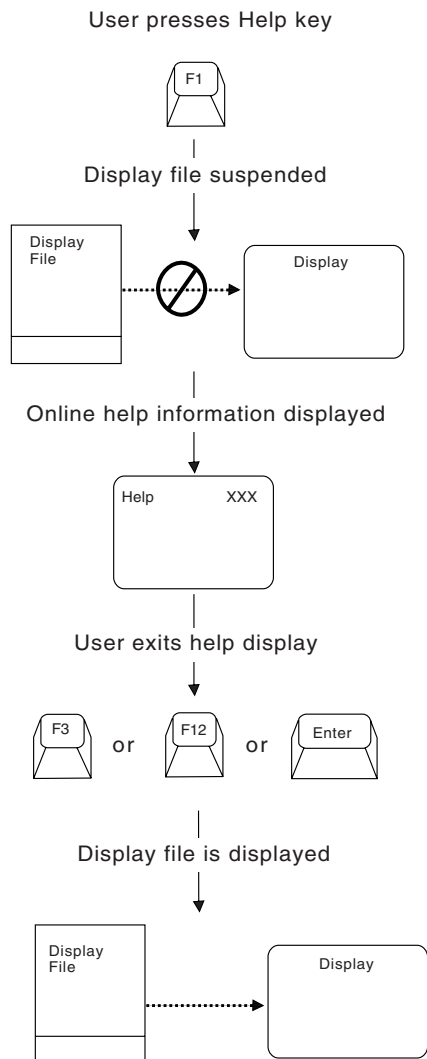 User presses Help key
F1
Display file suspended
Display
File
Display
Online help information displayed
Help XXX
User exits help display
F3 or F12 or Enter
Display file is displayed
Display
File
Display